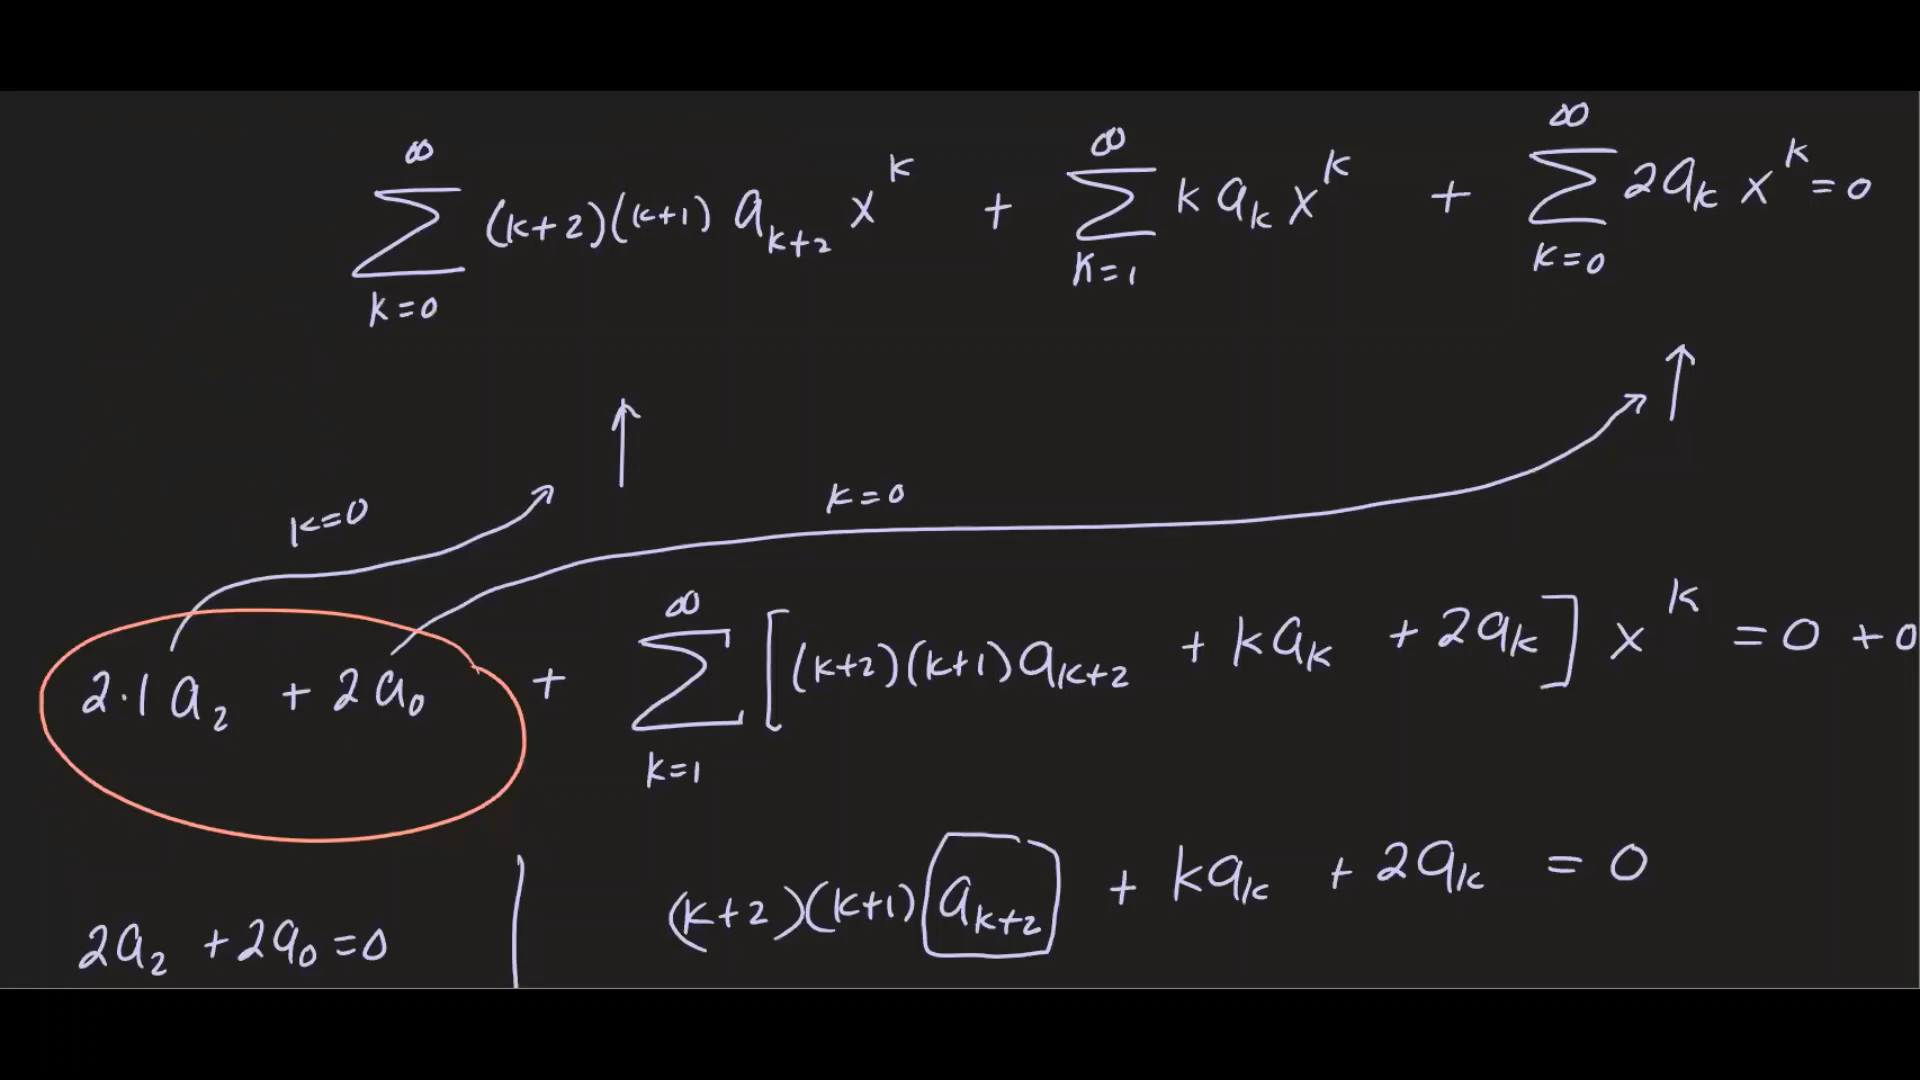 ∞ ∞ ∞
∑ (k+2)(k+1) a_{k+2} x^k + ∑ k a_k x^k + ∑ 2a_k x^k = 0
k=0 k=1 k=0
k=0 k=0
∞
2·1 a_2 + 2a_0 + ∑ [(k+2)(k+1)a_{k+2} + ka_k + 2a_k] x^k = 0 + 0
k=1
(k+2)(k+1) a_{k+2} + ka_k + 2a_k = 0
2a_2 + 2a_0 = 0